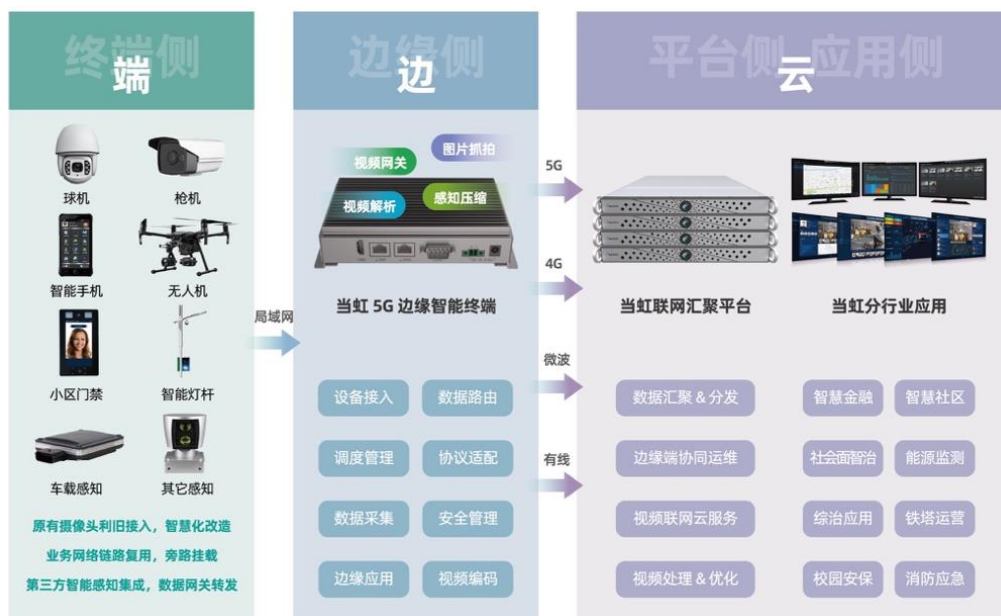 终端侧
端
球机
枪机
智能手机
无人机
小区门禁
智能灯杆
车载感知
其它感知
原有摄像头利旧接入，智慧化改造
业务网络链路复用，旁路挂载
第三方智能感知集成，数据网关转发
局域网
边缘侧
边
视频网关
图片抓拍
视频解析
感知压缩
当虹 5G 边缘智能终端
设备接入
数据路由
调度管理
协议适配
数据采集
安全管理
边缘应用
视频编码
5G
4G
微波
有线
平台侧 应用侧
云
当虹联网汇聚平台
当虹分行业应用
数据汇聚 & 分发
边缘端协同运维
视频联网云服务
视频处理 & 优化
智慧金融
智慧社区
社会面智治
能源监测
综治应用
铁塔运营
校园安保
消防应急